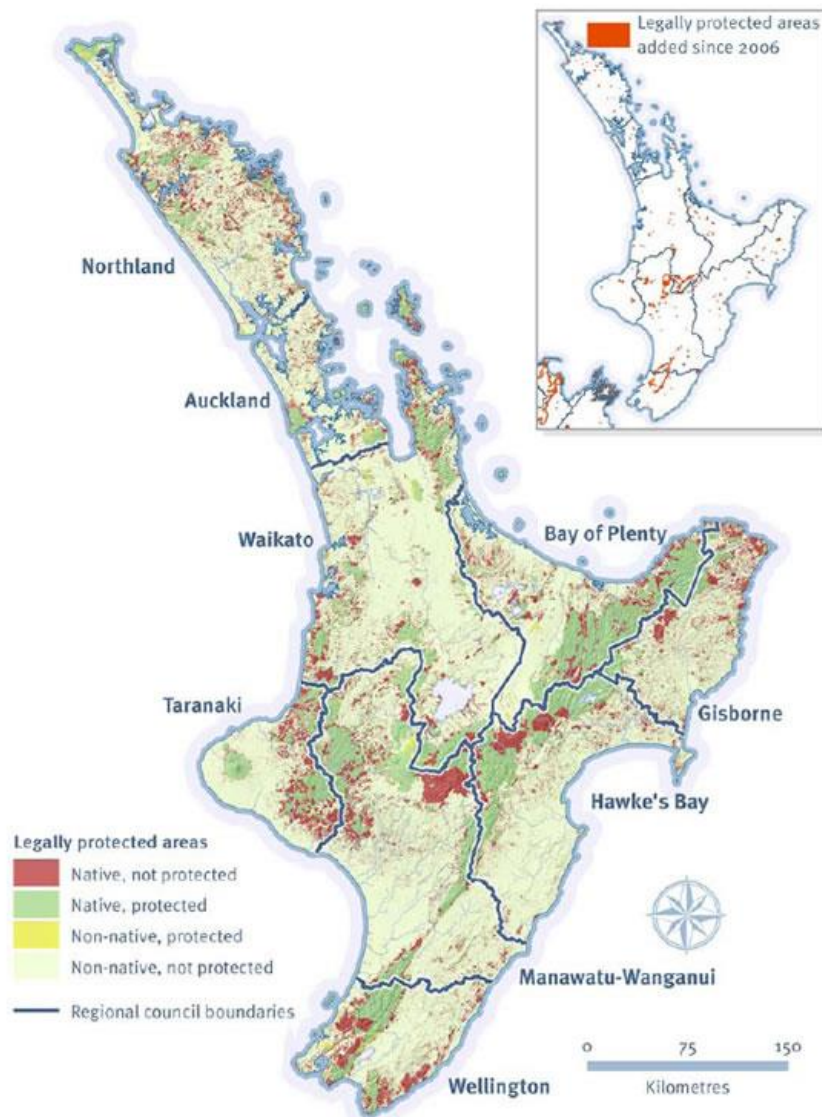 Legally protected areas
added since 2006
Northland
Auckland
Waikato
Bay of Plenty
Taranaki
Gisborne
Hawke's Bay
Legally protected areas
Native, not protected
Native, protected
Non-native, protected
Non-native, not protected
Regional council boundaries
Manawatu-Wanganui
Wellington
0 75 150
Kilometres